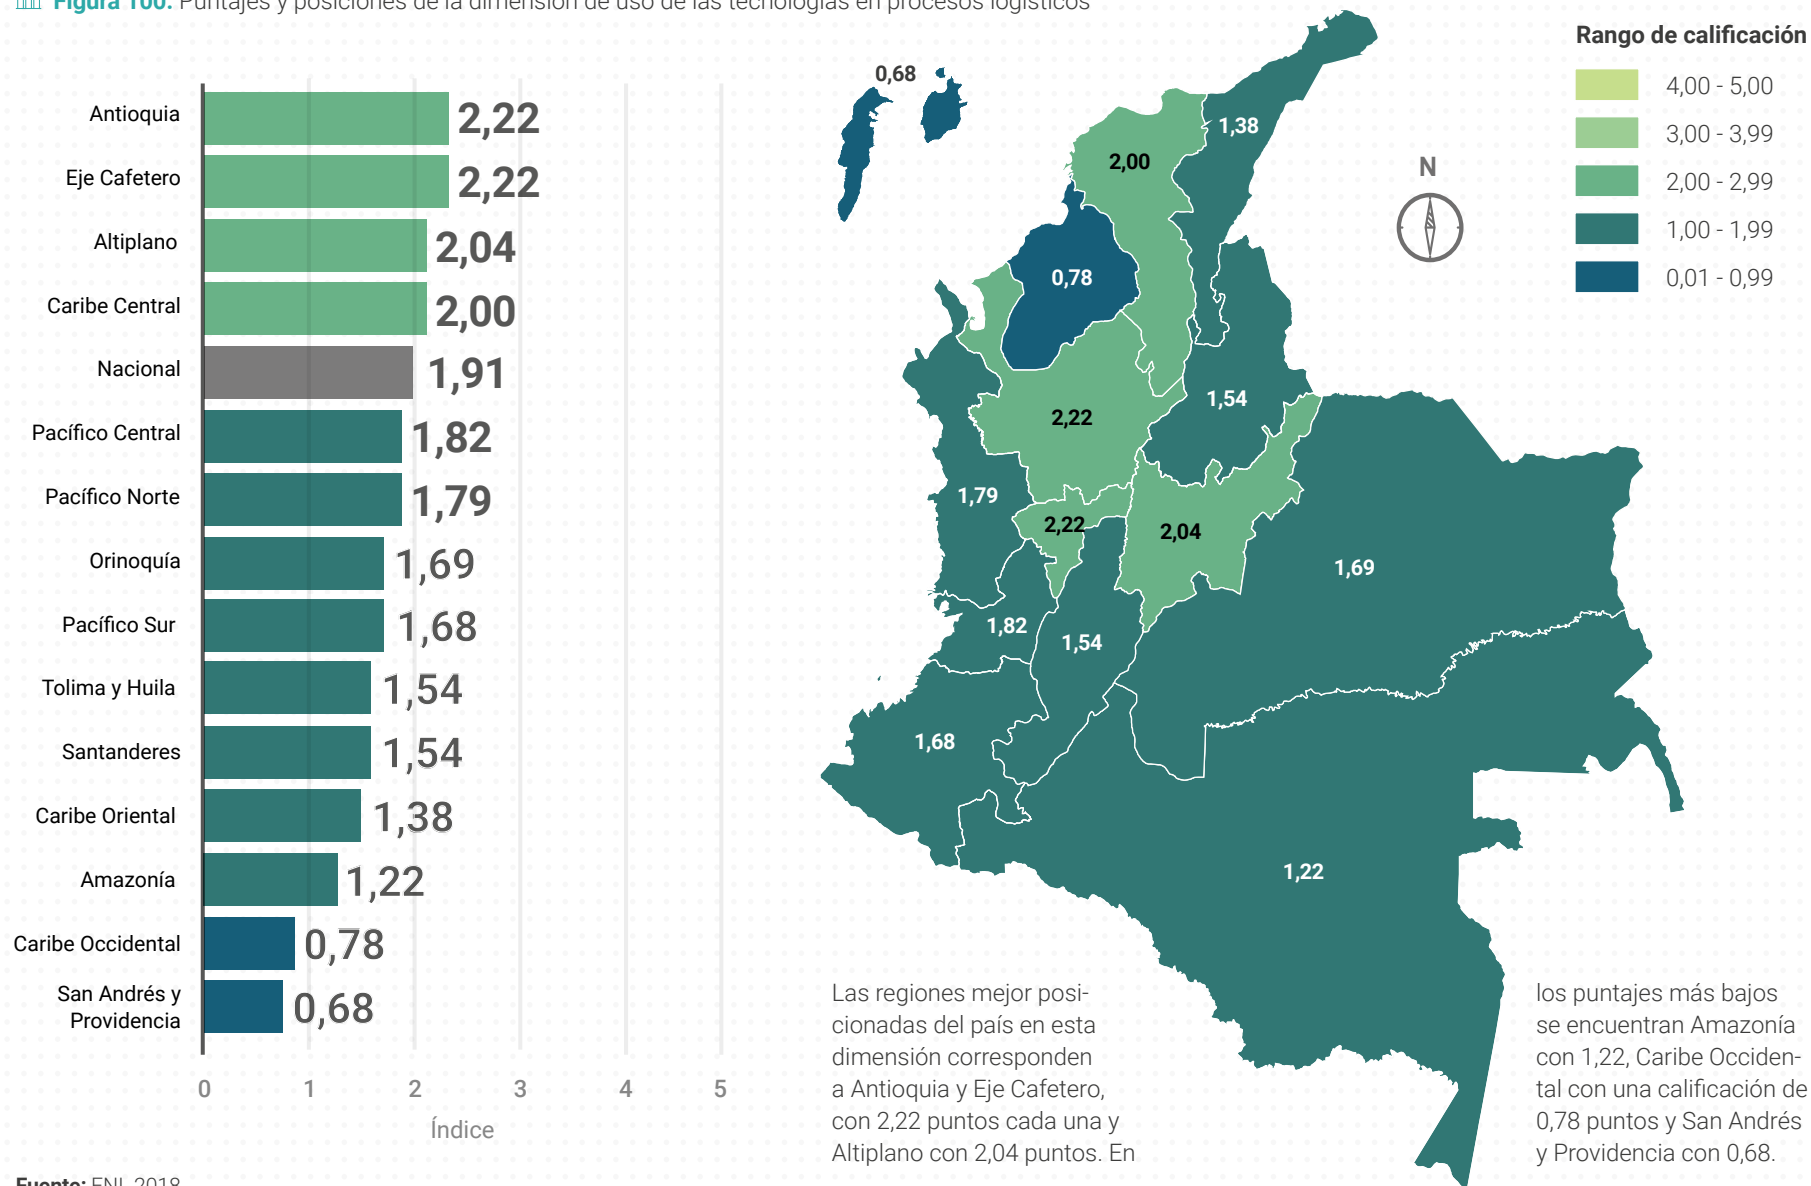 Figura 100. Puntajes y posiciones de la dimensión de uso de las tecnologías en procesos logísticos
Antioquia 2,22
Eje Cafetero 2,22
Altiplano 2,04
Caribe Central 2,00
Nacional 1,91
Pacífico Central 1,82
Pacífico Norte 1,79
Orinoquía 1,69
Pacífico Sur 1,68
Tolima y Huila 1,54
Santanderes 1,54
Caribe Oriental 1,38
Amazonía 1,22
Caribe Occidental 0,78
San Andrés y
Providencia 0,68
0 1 2 3 4 5
Índice
Fuente: ENL 2018
0,68
1,38
2,00
0,78
1,54
2,22
1,79
2,22
2,04
1,69
1,82
1,54
1,68
1,22
N
Rango de calificación
4,00 - 5,00
3,00 - 3,99
2,00 - 2,99
1,00 - 1,99
0,01 - 0,99
Las regiones mejor posi-
cionadas del país en esta
dimensión corresponden
a Antioquia y Eje Cafetero,
con 2,22 puntos cada una y
Altiplano con 2,04 puntos. En
los puntajes más bajos
se encuentran Amazonía
con 1,22, Caribe Occiden-
tal con una calificación de
0,78 puntos y San Andrés
y Providencia con 0,68.